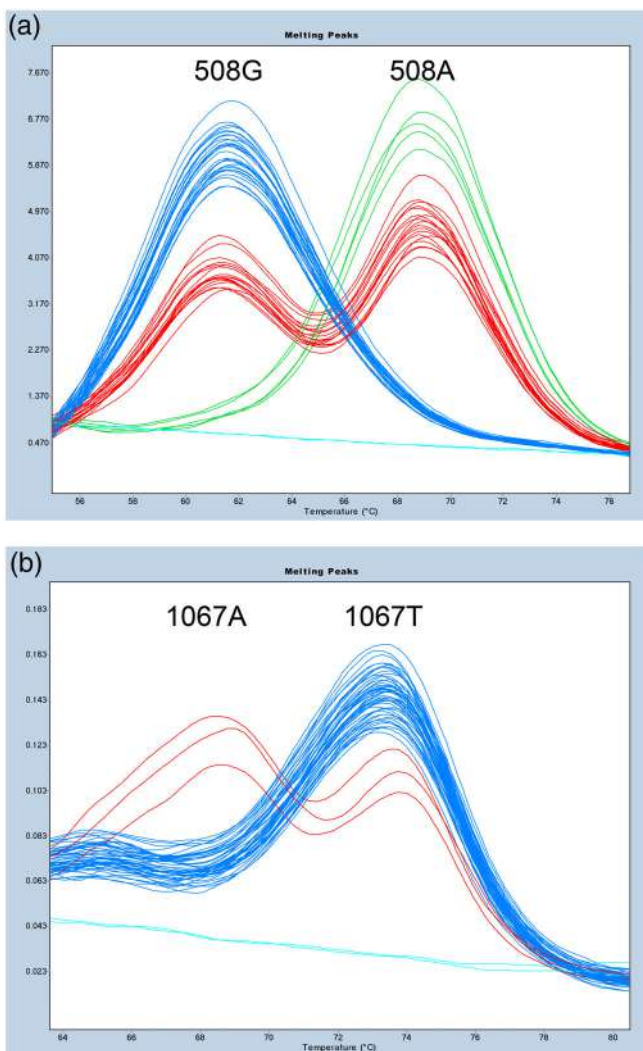 (a)
Melting Peaks
508G 508A
7.670
6.770
5.870
4.970
4.070
3.170
2.270
1.370
0.470
56 58 60 62 64 66 68 70 72 74 76
Temperature (°C)
(b)
Melting Peaks
1067A 1067T
0.183
0.163
0.143
0.123
0.103
0.083
0.063
0.043
0.023
64 66 68 70 72 74 76 78 80
Temperature (°C)